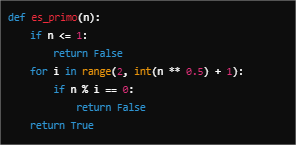 def es_primo(n):
    if n <= 1:
        return False
    for i in range(2, int(n ** 0.5) + 1):
        if n % i == 0:
            return False
    return True